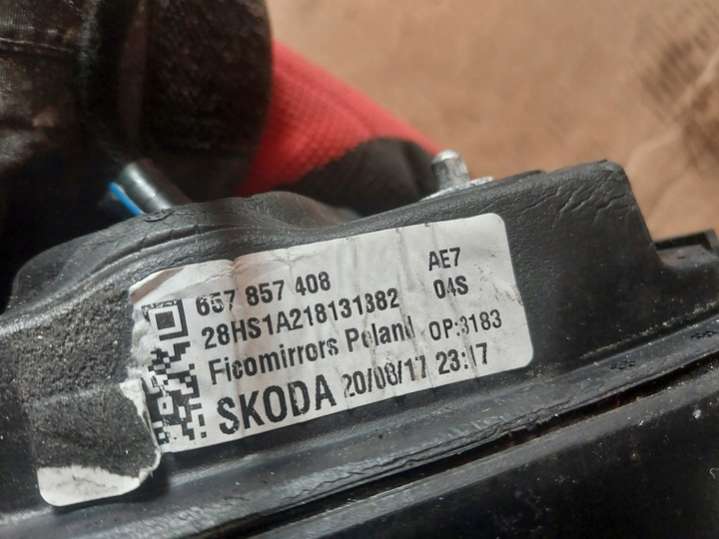 657 857 408 AE7
28HS1A218131382 04S
Ficomirrors Poland OP:3183
SKODA 20/08/17 23:17